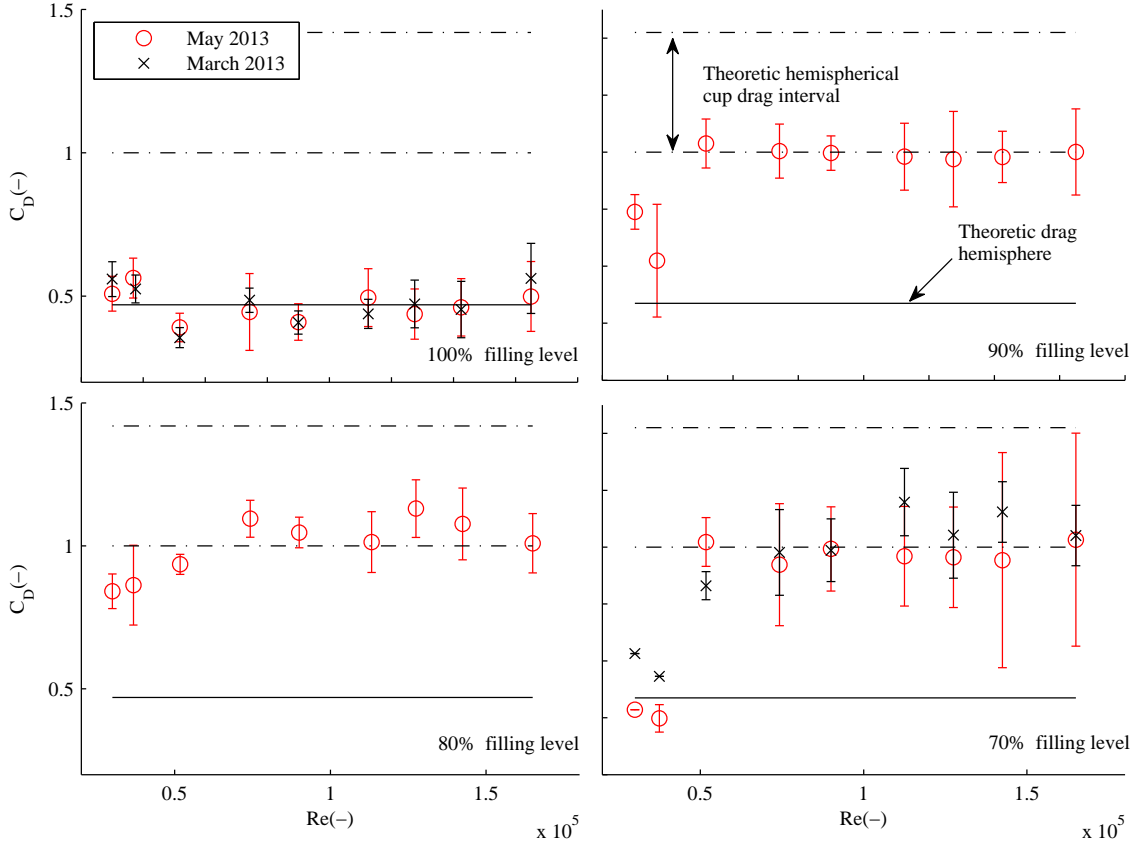 1.5
May 2013
March 2013
1
C_D(−)
0.5
100% filling level
Theoretic hemispherical
cup drag interval
Theoretic drag
hemisphere
90% filling level
1.5
1
C_D(−)
0.5
80% filling level
0.5
1
1.5
Re(−)
x 10^5
70% filling level
0.5
1
1.5
Re(−)
x 10^5